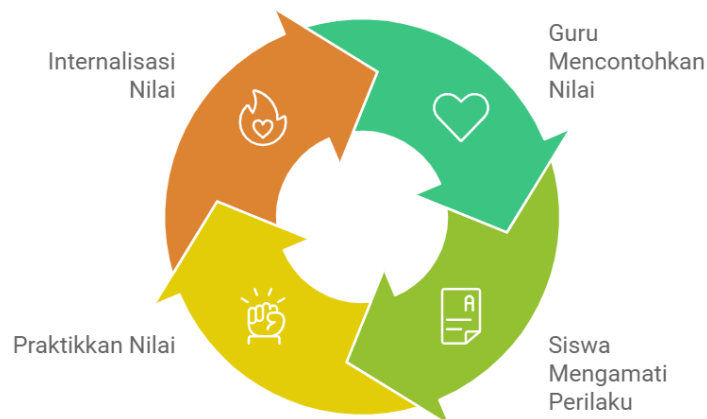 Internalisasi
Nilai
Guru
Mencontohkan
Nilai
A
Praktikkan Nilai
Siswa
Mengamati
Perilaku